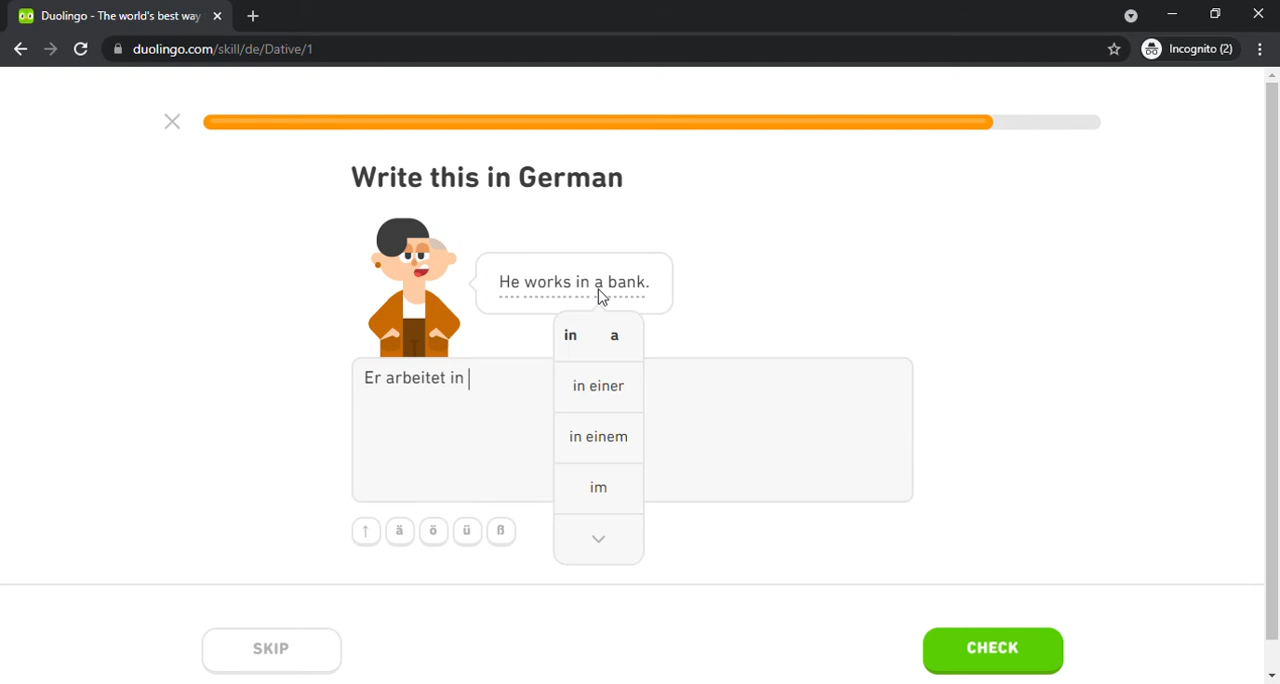 Duolingo - The world's best way
duolingo.com/skill/de/Dative/1
Incognito (2)
Write this in German
He works in a bank.
in a
in einer
in einem
im
Er arbeitet in
↑ ä ö ü ß
SKIP
CHECK